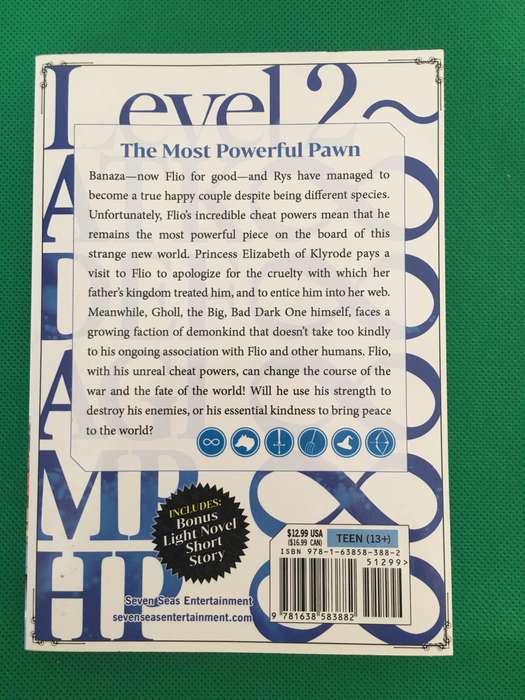 Level 2~
The Most Powerful Pawn
Banaza—now Flio for good—and Rys have managed to
become a true happy couple despite being different species.
Unfortunately, Flio's incredible cheat powers mean that he
remains the most powerful piece on the board of this
strange new world. Princess Elizabeth of Klyrode pays a
visit to Flio to apologize for the cruelty with which her
father's kingdom treated him, and to entice him into her web.
Meanwhile, Gholl, the Big, Bad Dark One himself, faces a
growing faction of demonkind that doesn't take too kindly
to his ongoing association with Flio and other humans. Flio,
with his unreal cheat powers, can change the course of the
war and the fate of the world! Will he use his strength to
destroy his enemies, or his essential kindness to bring peace
to the world?
MP ∞
HP ∞
INCLUDES:
Bonus
Light Novel
Short
Story
$12.99 USA
($16.99 CAN)
TEEN (13+)
ISBN 978-1-63858-388-2
51299>
9 781638 583882
Seven Seas Entertainment
sevenseasentertainment.com